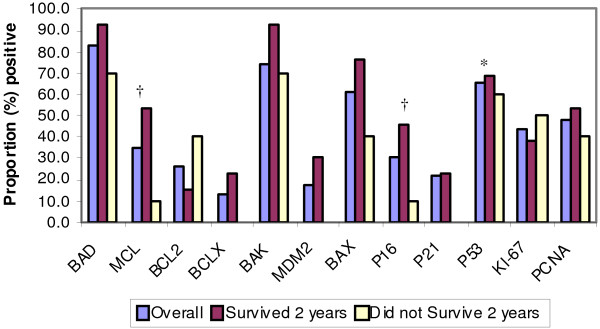 Proportion (%) positive
100.0
90.0
80.0
70.0
60.0
50.0
40.0
30.0
20.0
10.0
0.0
†
†
*
BAD
MCL
BCL2
BCLX
BAK
MDM2
BAX
P16
P21
P53
KI-67
PCNA
Overall
Survived 2 years
Did not Survive 2 years